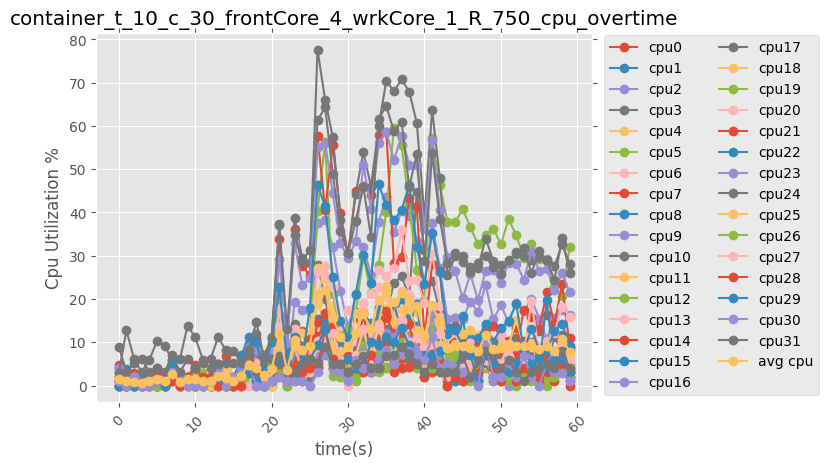 container_t_10_c_30_frontCore_4_wrkCore_1_R_750_cpu_overtime
80
70
60
50
40
30
20
10
0
Cpu Utilization %
0
10
20
30
40
50
60
time(s)
cpu0
cpu1
cpu2
cpu3
cpu4
cpu5
cpu6
cpu7
cpu8
cpu9
cpu10
cpu11
cpu12
cpu13
cpu14
cpu15
cpu16
cpu17
cpu18
cpu19
cpu20
cpu21
cpu22
cpu23
cpu24
cpu25
cpu26
cpu27
cpu28
cpu29
cpu30
cpu31
avg cpu